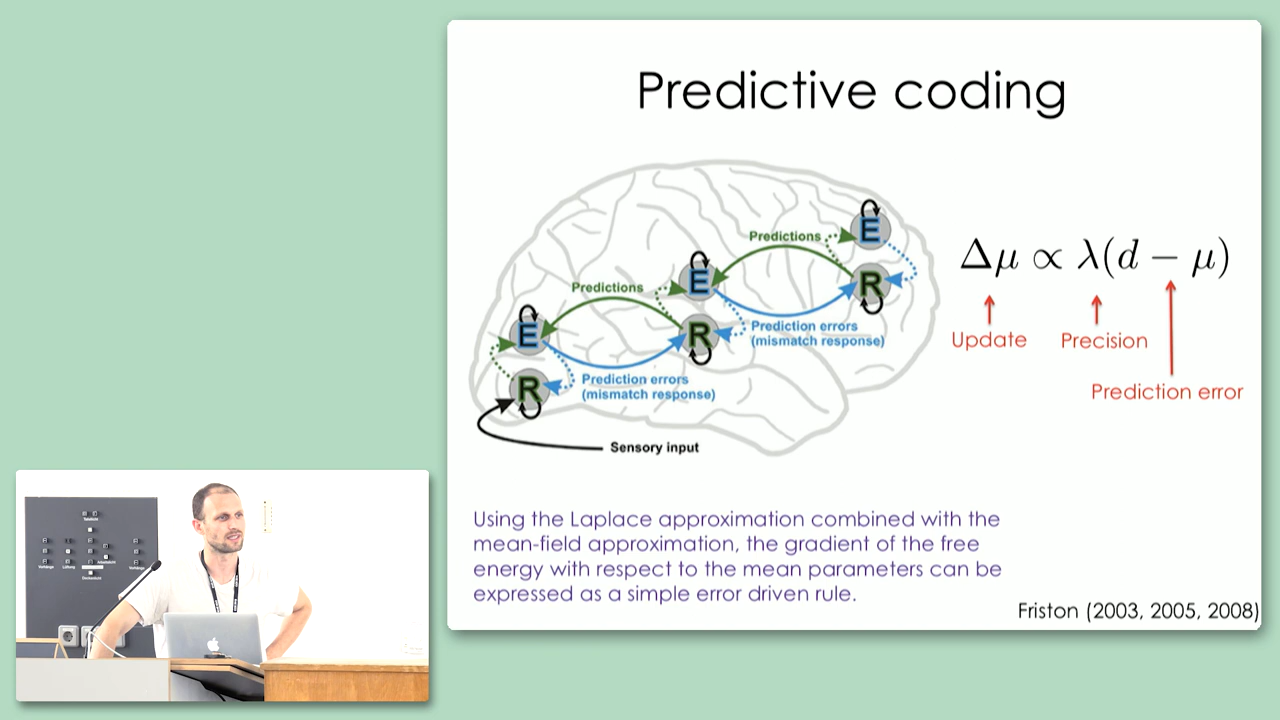 Predictive coding
E
Predictions
E
R
Δμ ∝ λ(d − μ)
Predictions
E
R
Prediction errors
(mismatch response)
Update
Precision
R
Prediction errors
(mismatch response)
Prediction error
Sensory input
Using the Laplace approximation combined with the
mean-field approximation, the gradient of the free
energy with respect to the mean parameters can be
expressed as a simple error driven rule.
Friston (2003, 2005, 2008)